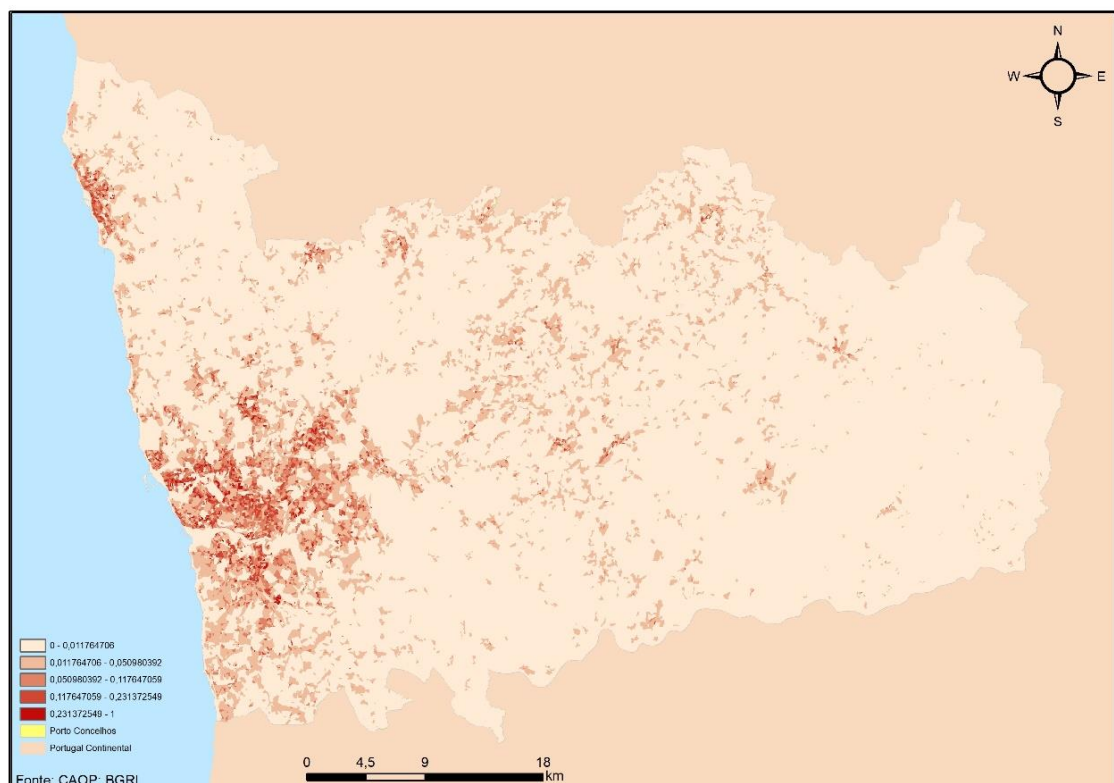 N
W E
S
0 - 0,011764706
0,011764706 - 0,050980392
0,050980392 - 0,117647059
0,117647059 - 0,231372549
0,231372549 - 1
Porto Concelhos
Portugal Continental
Fonte: CAOP; BGRI
0 4,5 9 18
km